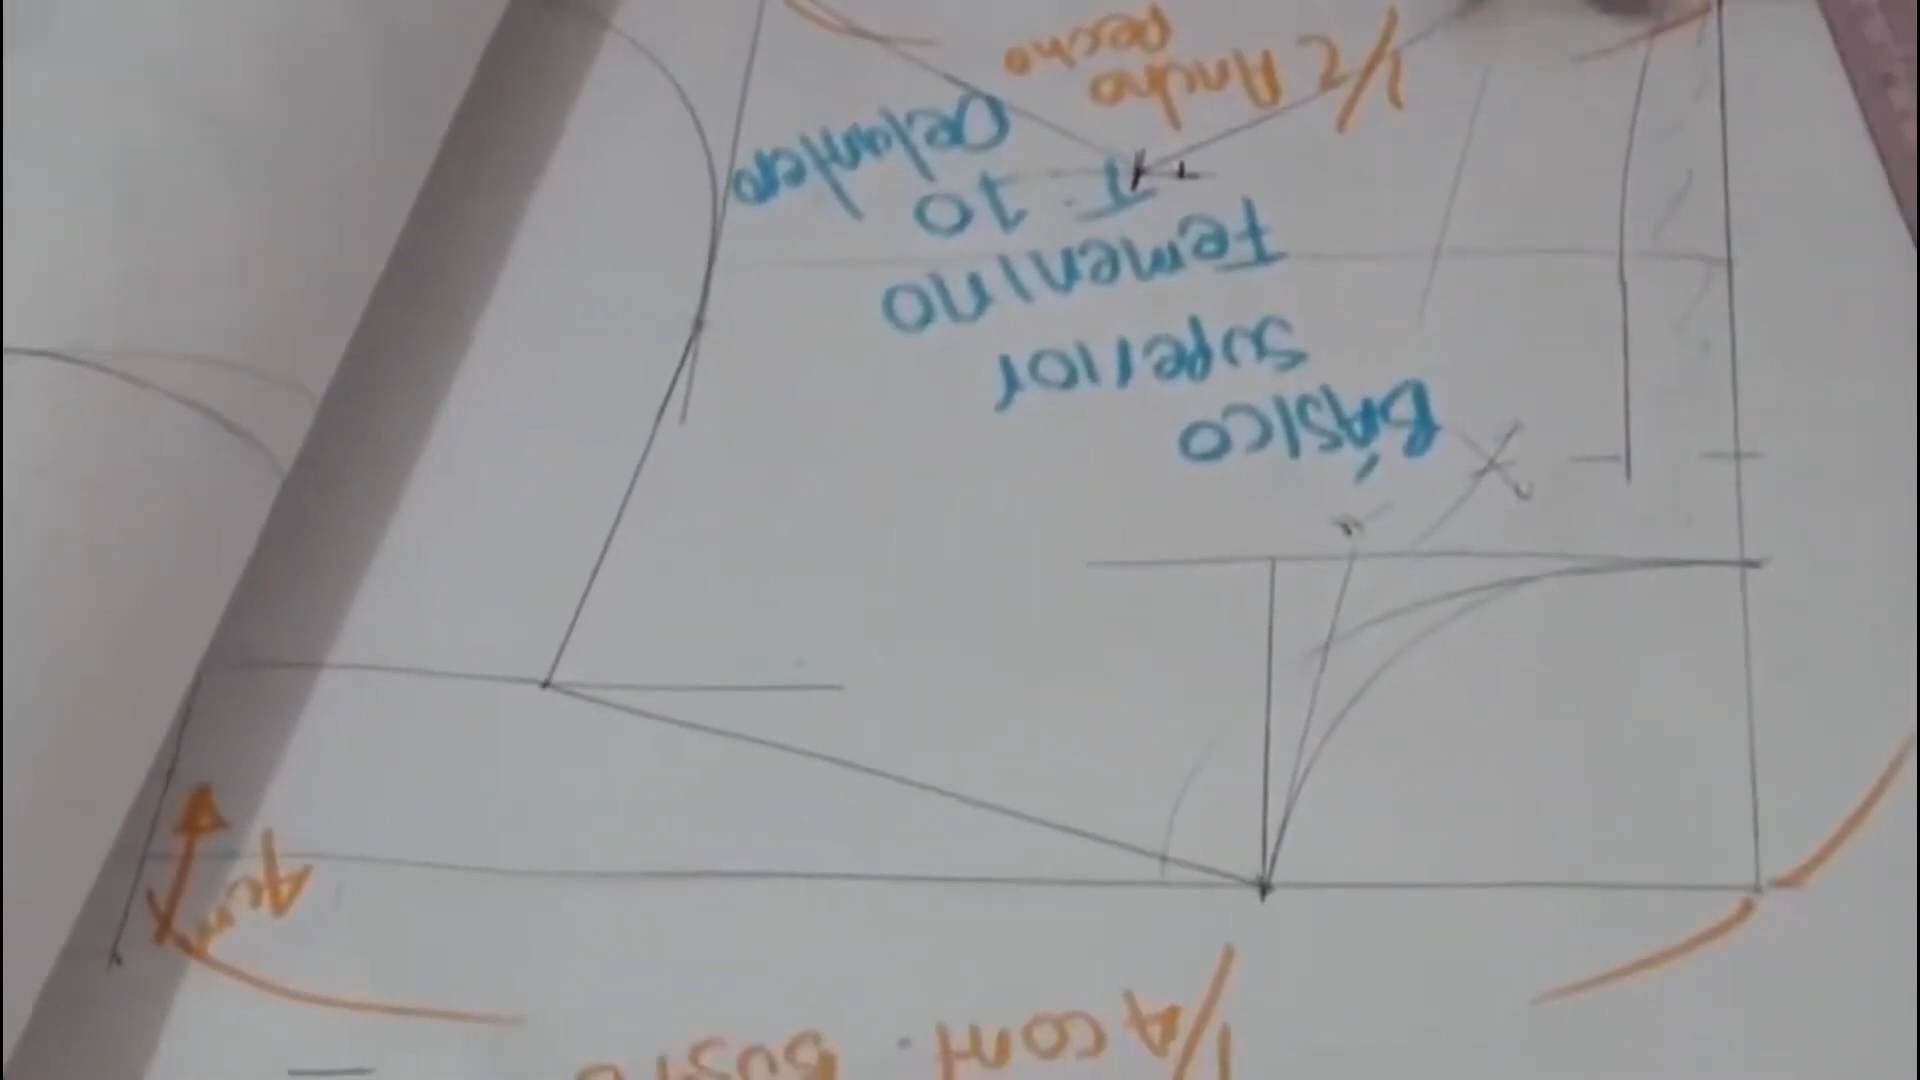 1/4 cont. Busto
4cm
BÁSICO
superior
Femenino
T. 10
Delantero
1/2 Ancho
Pecho